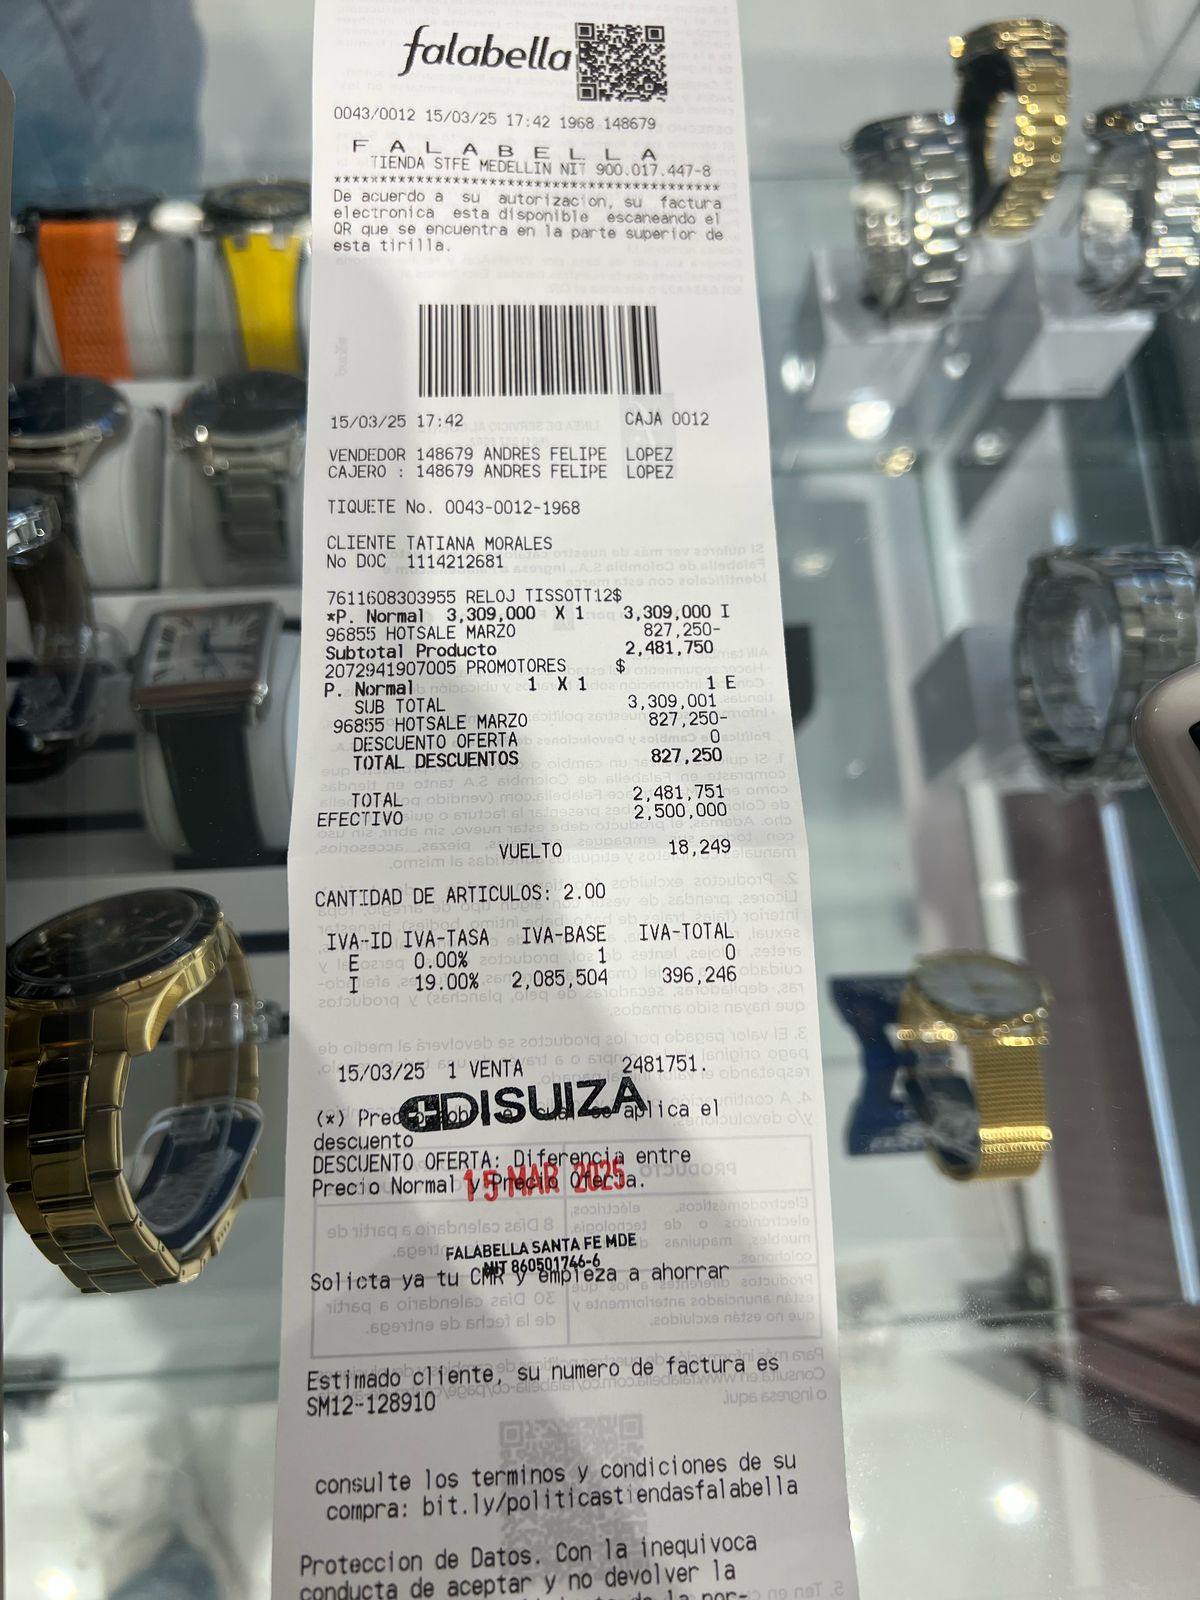 falabella
0043/0012 15/03/25 17:42 1968 148679
F A L A B E L L A
TIENDA STFE MEDELLIN NIT 900.017.447-8
*******************************************
De acuerdo a su autorizacion, su factura
electronica esta disponible escaneando el
QR que se encuentra en la parte superior de
esta tirilla.
15/03/25 17:42 CAJA 0012
VENDEDOR 148679 ANDRES FELIPE LOPEZ
CAJERO : 148679 ANDRES FELIPE LOPEZ
TIQUETE No. 0043-0012-1968
CLIENTE TATIANA MORALES
No DOC 1114212681
7611608303955 RELOJ TISSOTT12$
*P. Normal 3,309,000 X 1 3,309,000 I
96855 HOTSALE MARZO 827,250-
Subtotal Producto 2,481,750
2072941907005 PROMOTORES $
P. Normal 1 X 1 1 E
SUB TOTAL 3,309,001
96855 HOTSALE MARZO 827,250-
DESCUENTO OFERTA 0
TOTAL DESCUENTOS 827,250
TOTAL 2,481,751
EFECTIVO 2,500,000
VUELTO 18,249
CANTIDAD DE ARTICULOS: 2.00
IVA-ID IVA-TASA IVA-BASE IVA-TOTAL
E 0.00% 1 0
I 19.00% 2,085,504 396,246
15/03/25 1 VENTA 2481751.
DISUIZA
(*) Precio sobre el cual se aplica el
descuento
DESCUENTO OFERTA: Diferencia entre
Precio Normal y Precio Oferta.
15 MAR 2025
FALABELLA SANTA FE MDE
NIT 860501746-6
Solicta ya tu CMR y empieza a ahorrar
Estimado cliente, su numero de factura es
SM12-128910
consulte los terminos y condiciones de su
compra: bit.ly/politicastiendasfalabella
Proteccion de Datos. Con la inequivoca
conducta de aceptar y no devolver la